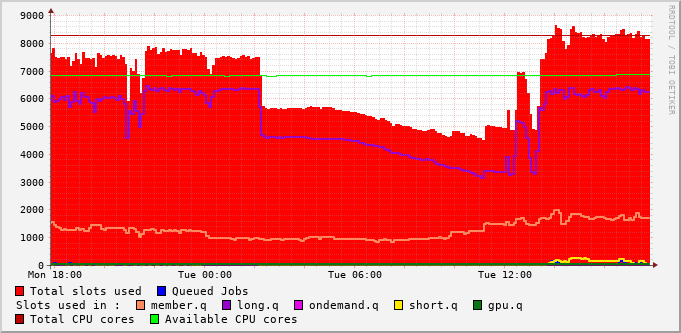 9000
8000
7000
6000
5000
4000
3000
2000
1000
0
Mon 18:00 Tue 00:00 Tue 06:00 Tue 12:00
Total slots used Queued Jobs
Slots used in : member.q long.q ondemand.q short.q gpu.q
Total CPU cores Available CPU cores
RRDTOOL / TOBI OETIKER